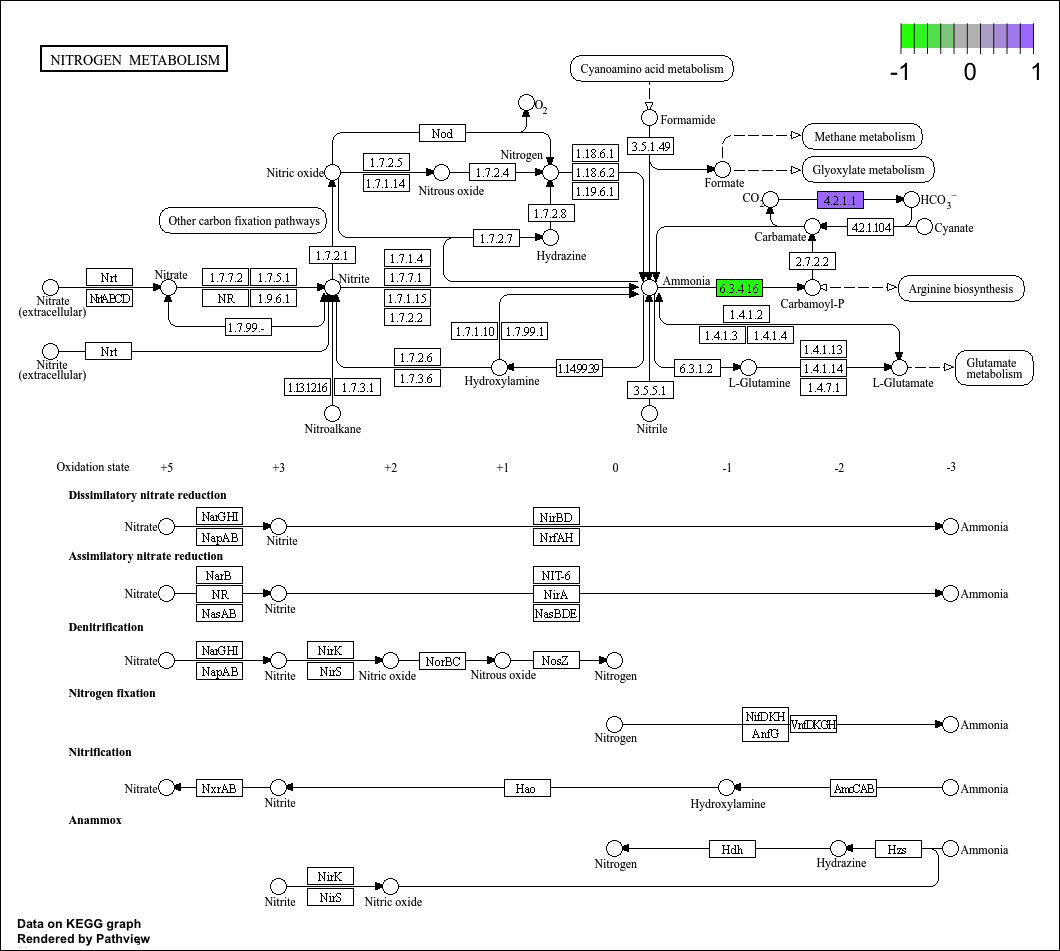 NITROGEN METABOLISM
-1 0 1
Cyanoamino acid metabolism
O2
Formamide
Nod
Methane metabolism
3.5.1.49
Nitrogen
1.18.6.1
1.7.2.5
Nitric oxide
1.7.2.4
1.18.6.2
Glyoxylate metabolism
1.7.1.14
Nitrous oxide
1.19.6.1
Formate
CO2
4.2.1.1
HCO3−
1.7.2.8
Other carbon fixation pathways
4.2.1.104
Cyanate
1.7.2.7
Carbamate
1.7.2.1
Hydrazine
1.7.1.4
2.7.2.2
Nrt
Nitrate
1.7.7.2
1.7.5.1
Nitrite
1.7.7.1
Ammonia
6.3.4.16
Arginine biosynthesis
NrtABCD
NR
1.9.6.1
1.7.1.15
Carbamoyl-P
Nitrate
(extracellular)
1.7.2.2
1.4.1.2
1.7.99.-
1.7.1.10
1.7.99.1
1.4.1.3
1.4.1.4
Nrt
1.4.1.13
Nitrite
(extracellular)
1.7.2.6
1.14.99.39
6.3.1.2
1.4.1.14
Glutamate
metabolism
1.7.3.6
Hydroxylamine
L-Glutamine
L-Glutamate
1.13.12.16
1.7.3.1
3.5.5.1
1.4.7.1
Nitroalkane
Nitrile
Oxidation state +5 +3 +2 +1 0 -1 -2 -3
Dissimilatory nitrate reduction
NarGHI NirBD
Nitrate Ammonia
NapAB Nitrite NrfAH
Assimilatory nitrate reduction
NarB NIT-6
Nitrate NR NirA Ammonia
Nitrite
NasAB NasBDE
Denitrification
NarGHI NirK
Nitrate NorBC NosZ
NapAB Nitrite NirS Nitric oxide Nitrous oxide Nitrogen
Nitrogen fixation
NifDKH
VnfDKGH Ammonia
AnfG
Nitrogen
Nitrification
Nitrate NxrAB Hao AmoCAB Ammonia
Nitrite Hydroxylamine
Anammox
Hdh Hzs Ammonia
Nitrogen Hydrazine
NirK
Nitrite NirS Nitric oxide
Data on KEGG graph
Rendered by Pathview